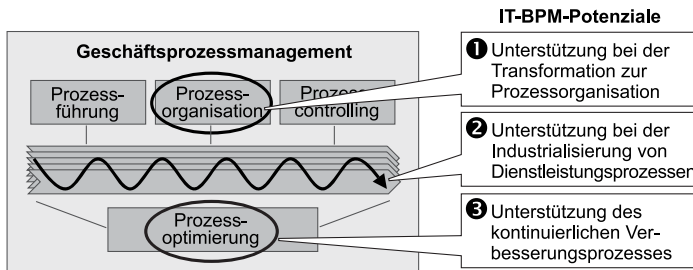 IT-BPM-Potenziale
Geschäftsprozessmanagement
Prozess-
führung
Prozess-
organisation
Prozess-
controlling
Prozess-
optimierung
❶ Unterstützung bei der
Transformation zur
Prozessorganisation
❷ Unterstützung bei der
Industrialisierung von
Dienstleistungsprozessen
❸ Unterstützung des
kontinuierlichen Ver-
besserungsprozesses